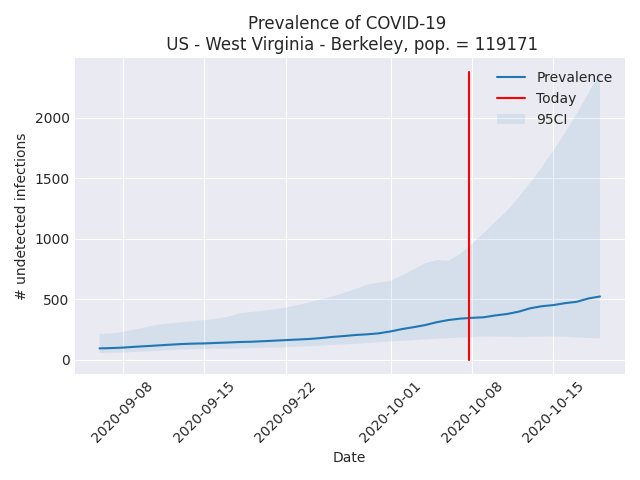 Prevalence of COVID-19
US - West Virginia - Berkeley, pop. = 119171
Prevalence
Today
95CI
# undetected infections
2000
1500
1000
500
0
2020-09-08
2020-09-15
2020-09-22
2020-10-01
2020-10-08
2020-10-15
Date